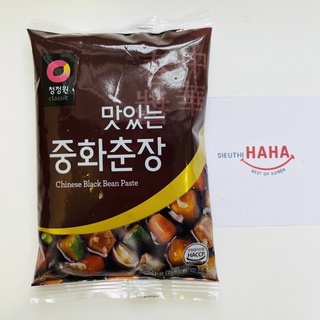 청정원
classic
맛있는
중화춘장
Chinese Black Bean Paste
HACCP
SIEUTHI HAHA
BEST OF KOREA